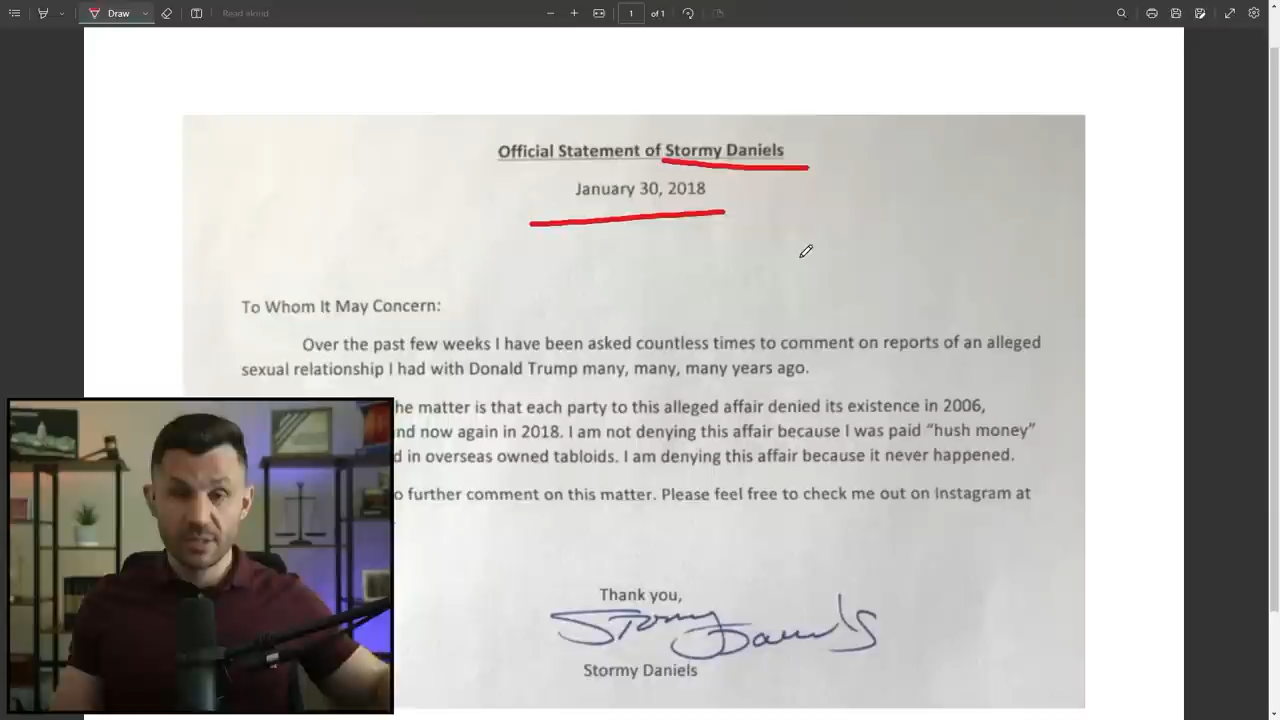 Draw
Read aloud
1
of 1
Official Statement of Stormy Daniels
January 30, 2018
To Whom It May Concern:
Over the past few weeks I have been asked countless times to comment on reports of an alleged
sexual relationship I had with Donald Trump many, many, many years ago.
he matter is that each party to this alleged affair denied its existence in 2006,
nd now again in 2018. I am not denying this affair because I was paid “hush money”
d in overseas owned tabloids. I am denying this affair because it never happened.
o further comment on this matter. Please feel free to check me out on Instagram at
Thank you,
Stormy Daniels
Stormy Daniels